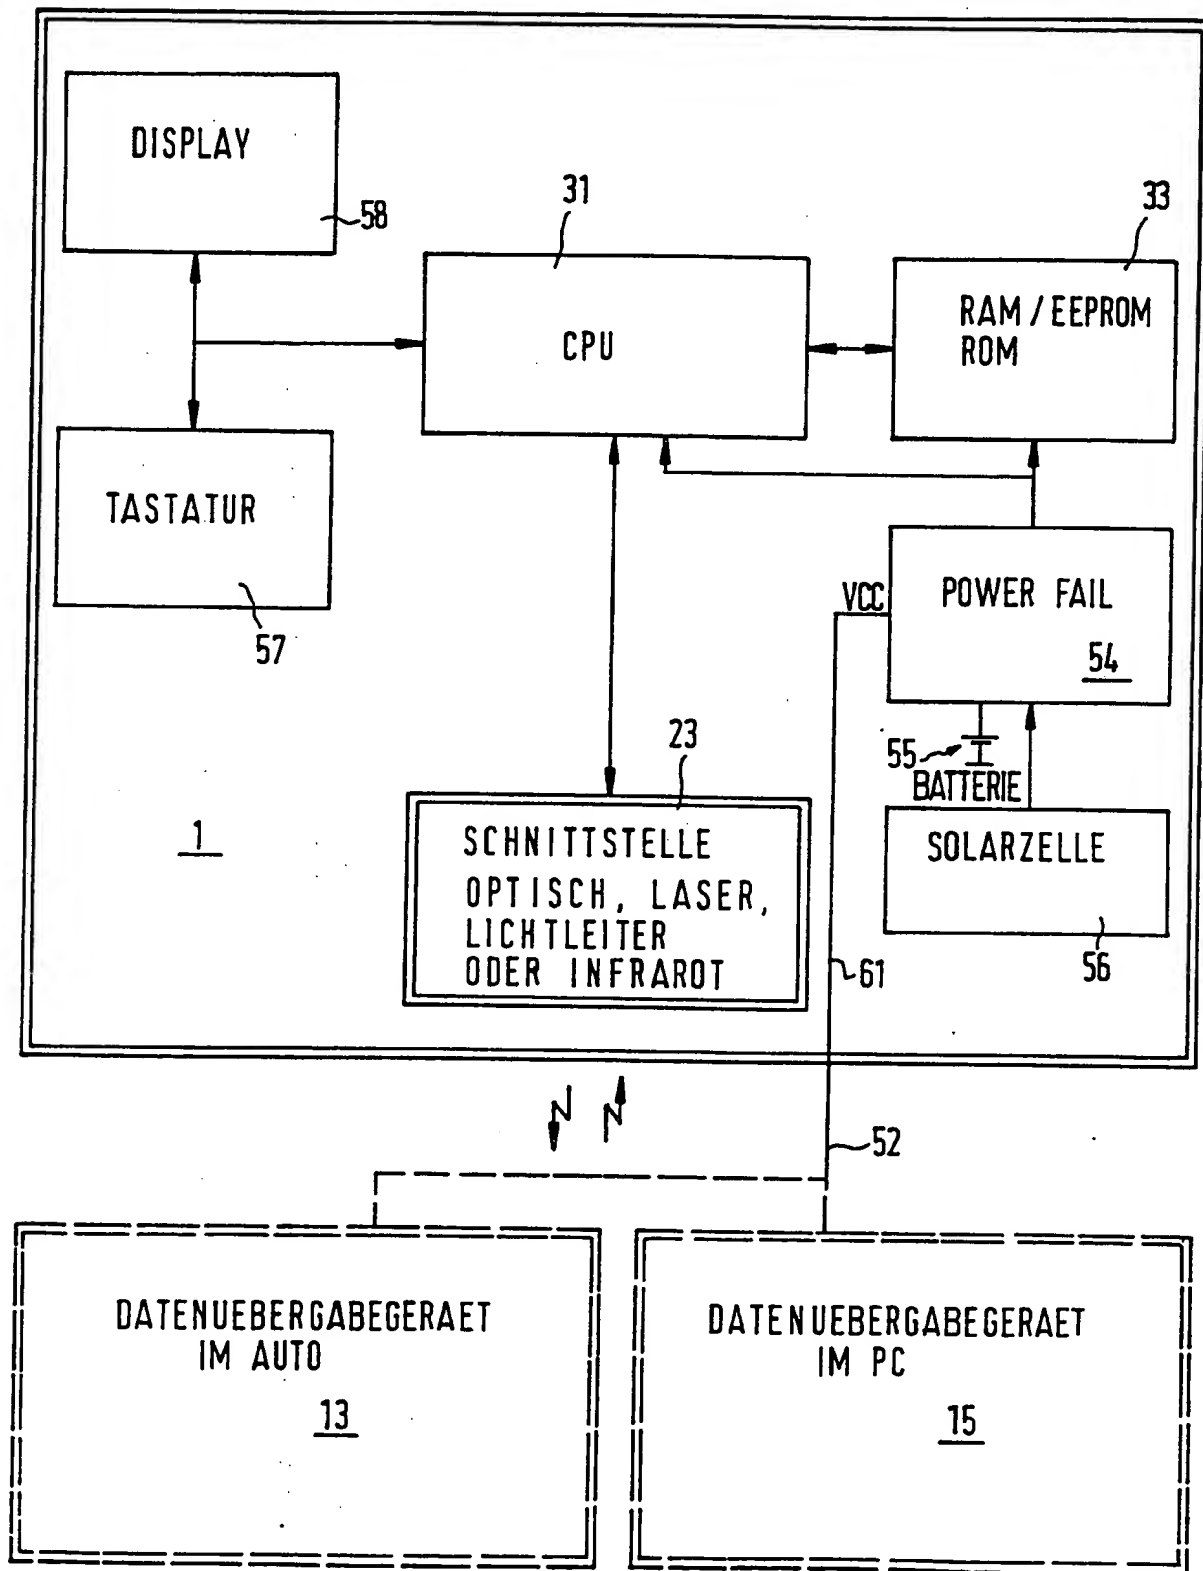 DISPLAY
58
31
33
CPU
RAM / EEPROM
ROM
TASTATUR
57
VCC
POWER FAIL
54
55
BATTERIE
23
SCHNITTSTELLE
OPTISCH, LASER,
LICHTLEITER
ODER INFRAROT
1
SOLARZELLE
56
61
52
DATENUEBERGABEGERAET
IM AUTO
13
DATENUEBERGABEGERAET
IM PC
15